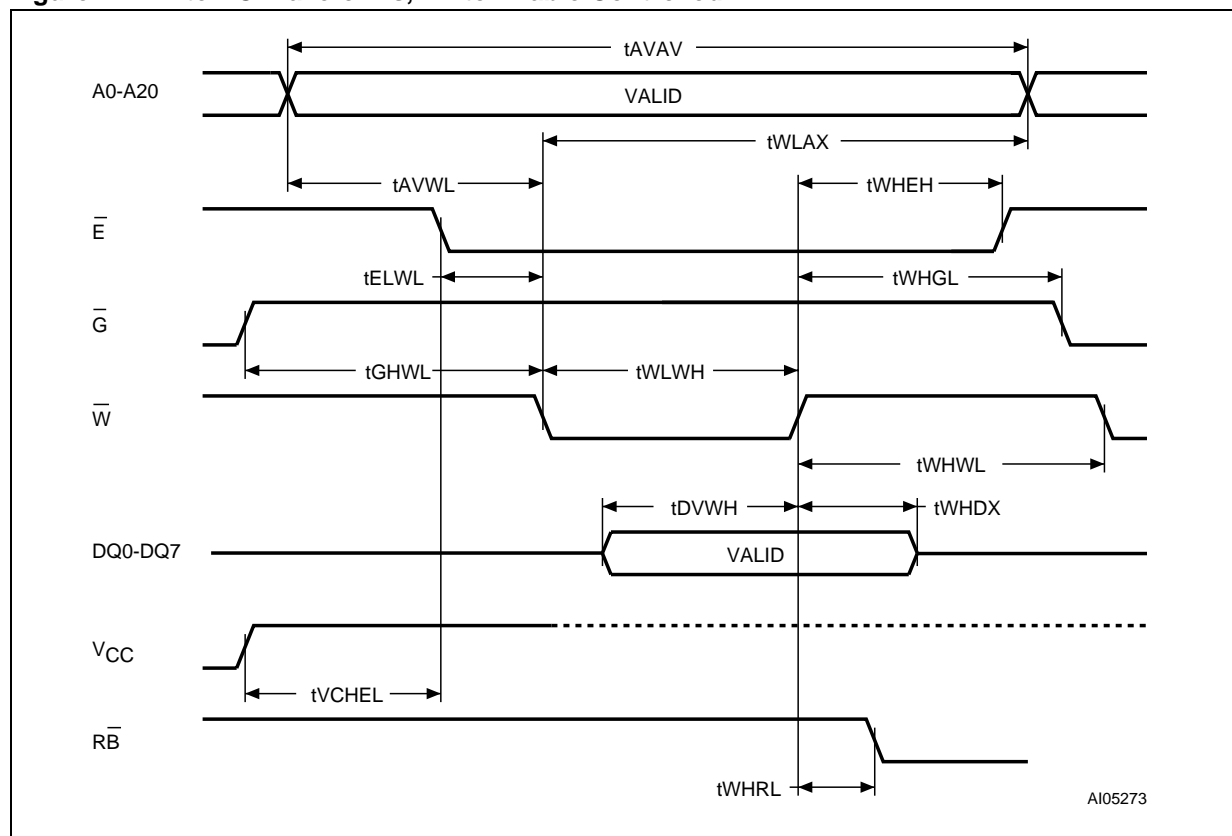 tAVAV
A0-A20
VALID
tWLAX
tAVWL
tWHEH
E̅
tELWL
tWHGL
G̅
tGHWL
tWLWH
W̅
tWHWL
tDVWH
tWHDX
DQ0-DQ7
VALID
VCC
tVCHEL
RB̅
tWHRL
AI05273